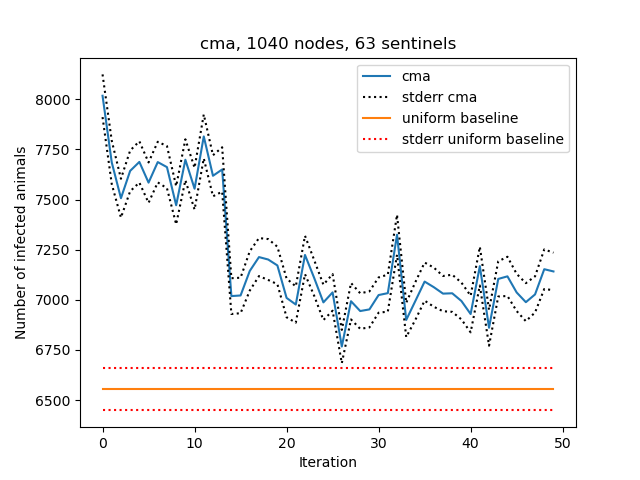 cma, 1040 nodes, 63 sentinels
Number of infected animals
8000
7750
7500
7250
7000
6750
6500
cma
stderr cma
uniform baseline
stderr uniform baseline
0 10 20 30 40 50
Iteration